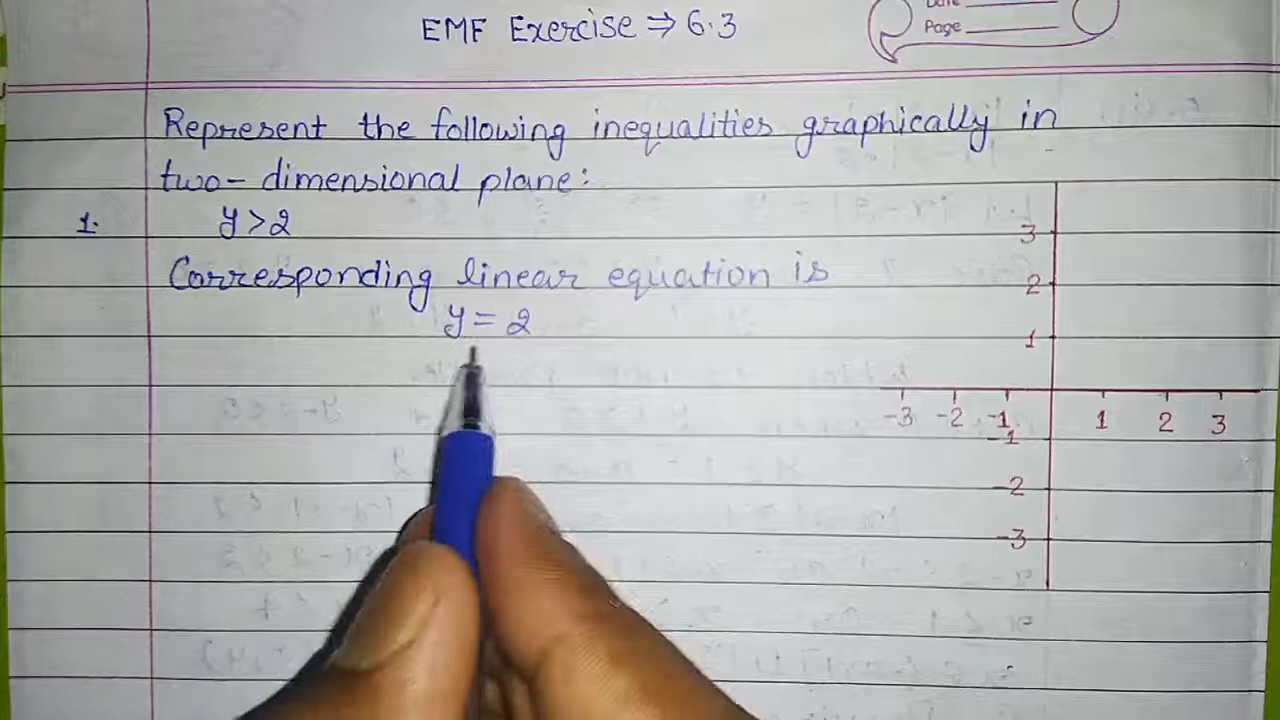 EMF Exercise ⇒ 6.3
Page
Represent the following inequalities graphically in
two-dimensional plane:
1. y > 2
Corresponding linear equation is
y = 2
3
2
1
-3 -2 -1 1 2 3
-1
-2
-3